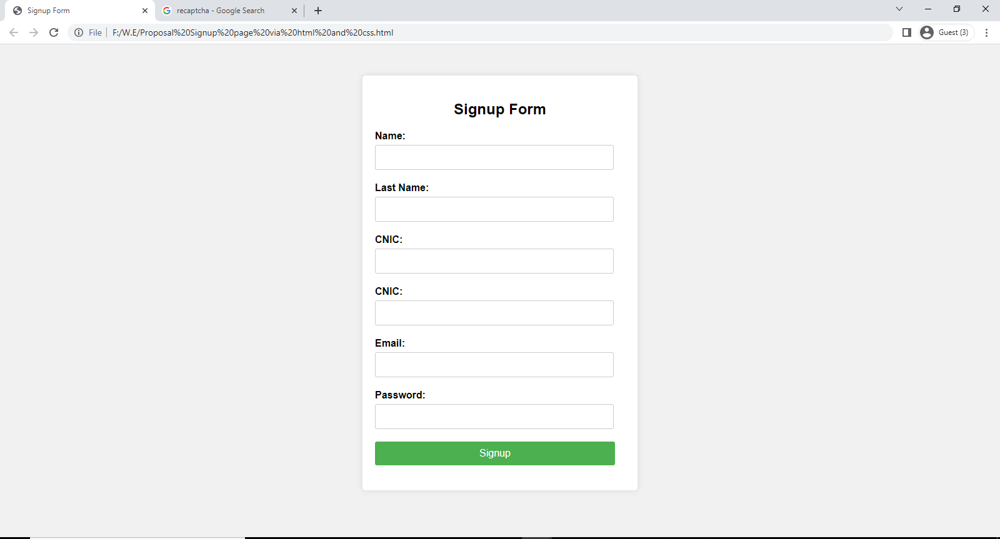 Signup Form
recaptcha - Google Search
File
F:/W.E/Proposal%20Signup%20page%20via%20html%20and%20css.html
Guest (3)
Signup Form
Name:
Last Name:
CNIC:
CNIC:
Email:
Password:
Signup